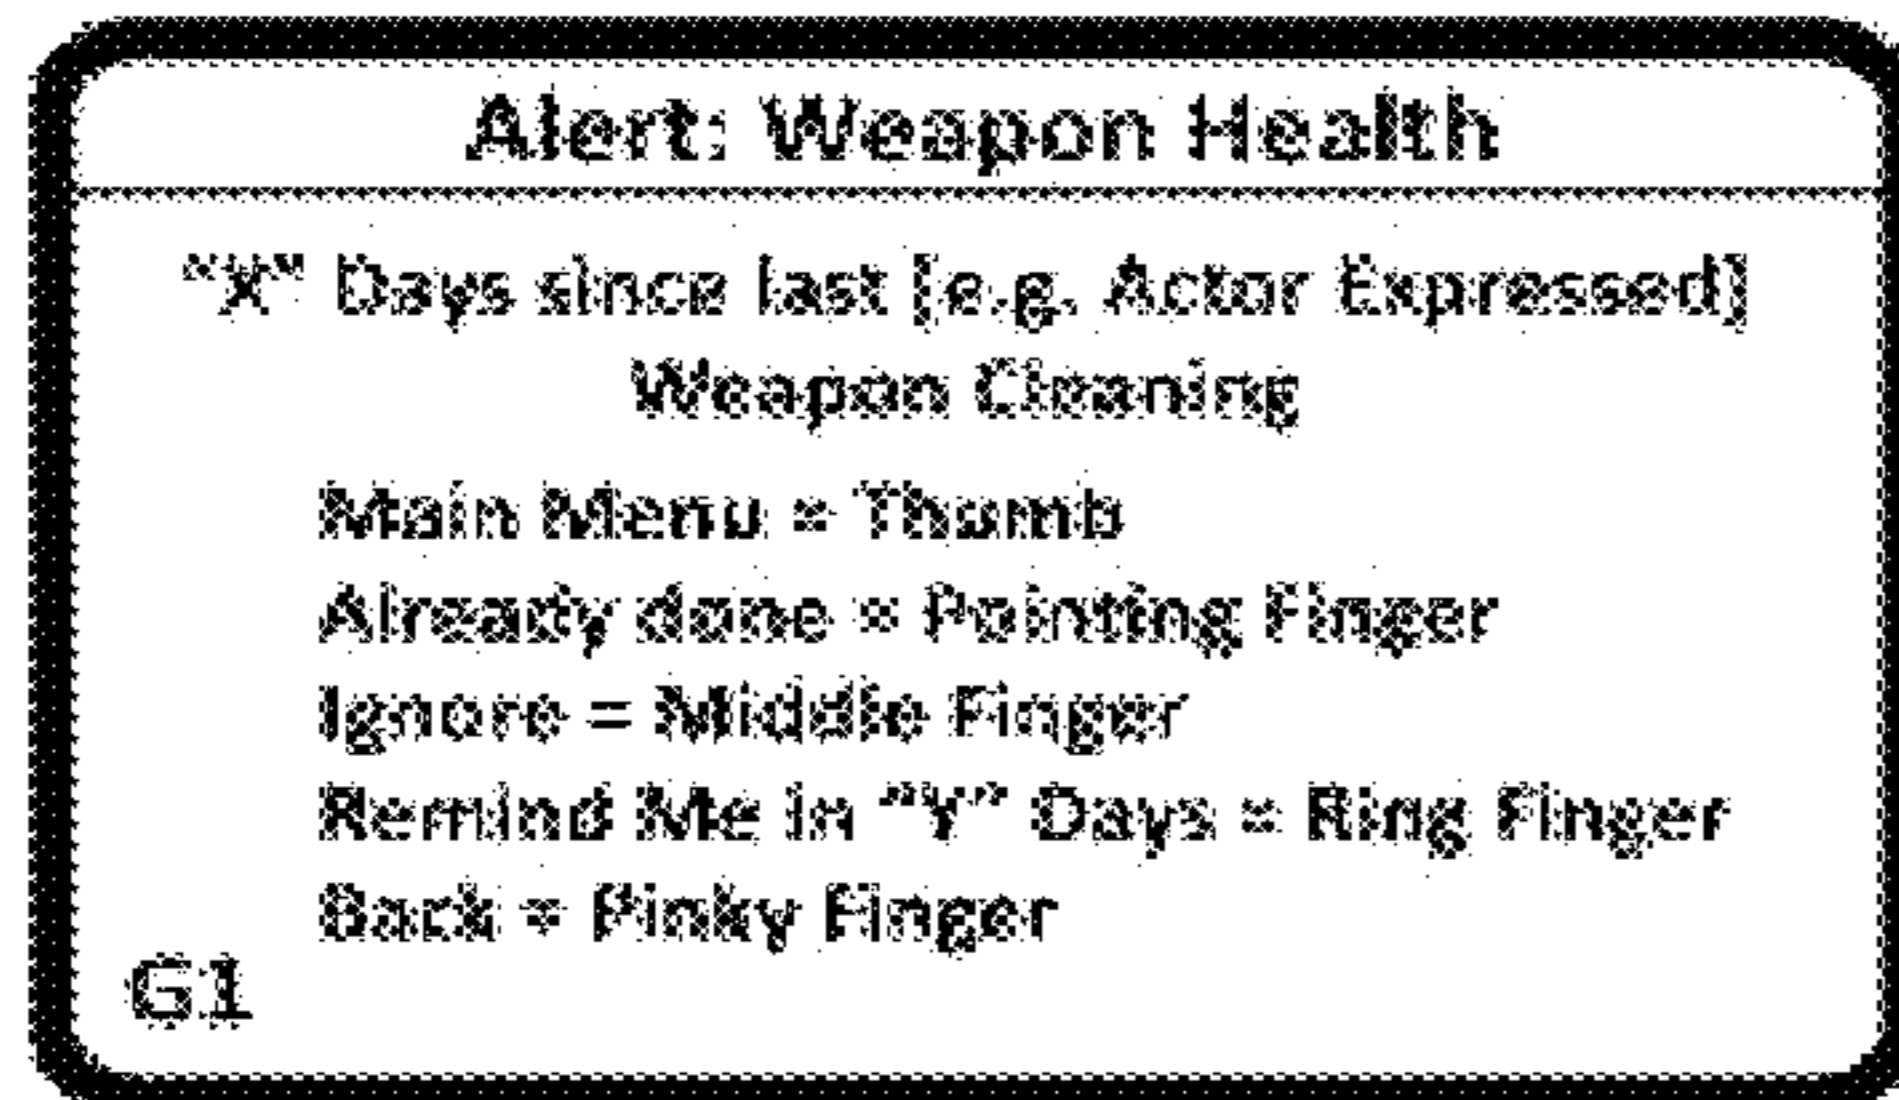 Alert: Weapon Health
"X" Days since last [e.g. Actor Expressed]
Weapon Cleaning
Main Menu = Thumb
Already done = Pointing Finger
Ignore = Middle Finger
Remind Me in "Y" Days = Ring Finger
Back = Pinky Finger
G1